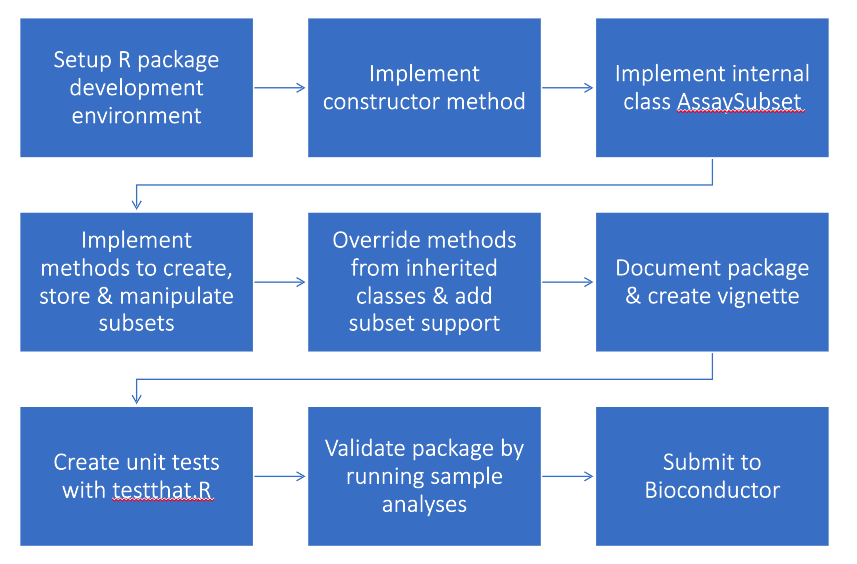 Setup R package
development
environment
Implement
constructor method
Implement internal
class AssaySubset
Implement
methods to create,
store & manipulate
subsets
Override methods
from inherited
classes & add
subset support
Document package
& create vignette
Create unit tests
with testthat.R
Validate package by
running sample
analyses
Submit to
Bioconductor